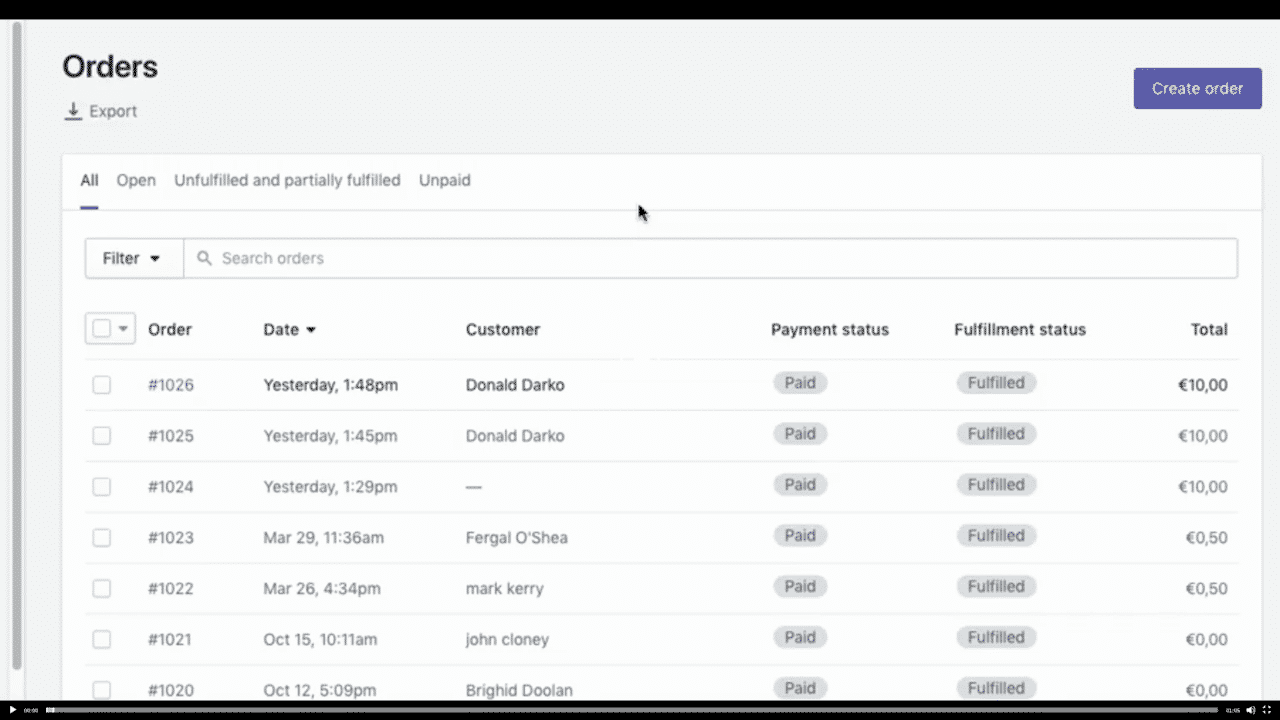 Orders
Export
Create order
All Open Unfulfilled and partially fulfilled Unpaid
Filter Search orders
Order Date Customer Payment status Fulfillment status Total
#1026 Yesterday, 1:48pm Donald Darko Paid Fulfilled €10,00
#1025 Yesterday, 1:45pm Donald Darko Paid Fulfilled €10,00
#1024 Yesterday, 1:29pm — Paid Fulfilled €10,00
#1023 Mar 29, 11:36am Fergal O'Shea Paid Fulfilled €0,50
#1022 Mar 26, 4:34pm mark kerry Paid Fulfilled €0,50
#1021 Oct 15, 10:11am john cloney Paid Fulfilled €0,00
#1020 Oct 12, 5:09pm Brighid Doolan Paid Fulfilled €0,00
00:00 01:05